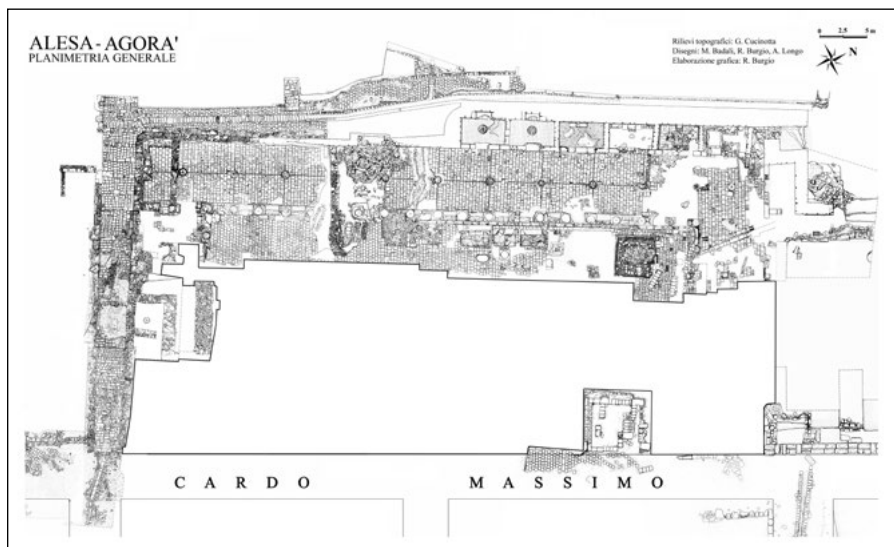 ALESA - AGORA'
PLANIMETRIA GENERALE
Rilievi topografici: G. Cucinotta
Disegni: M. Badali, R. Burgio, A. Longo
Elaborazione grafica: R. Burgio
0 2,5 5 m
N
CARDO MASSIMO